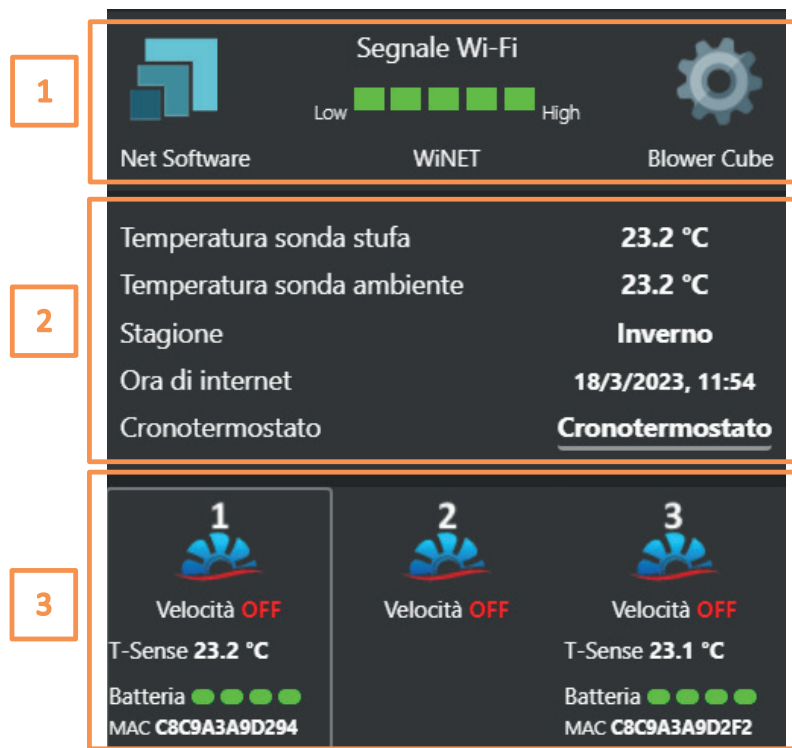 1
Segnale Wi-Fi
Low High
Net Software WiNET Blower Cube
2
Temperatura sonda stufa 23.2 °C
Temperatura sonda ambiente 23.2 °C
Stagione Inverno
Ora di internet 18/3/2023, 11:54
Cronotermostato Cronotermostato
3
1 2 3
Velocità OFF Velocità OFF Velocità OFF
T-Sense 23.2 °C T-Sense 23.1 °C
Batteria Batteria
MAC C8C9A3A9D294 MAC C8C9A3A9D2F2